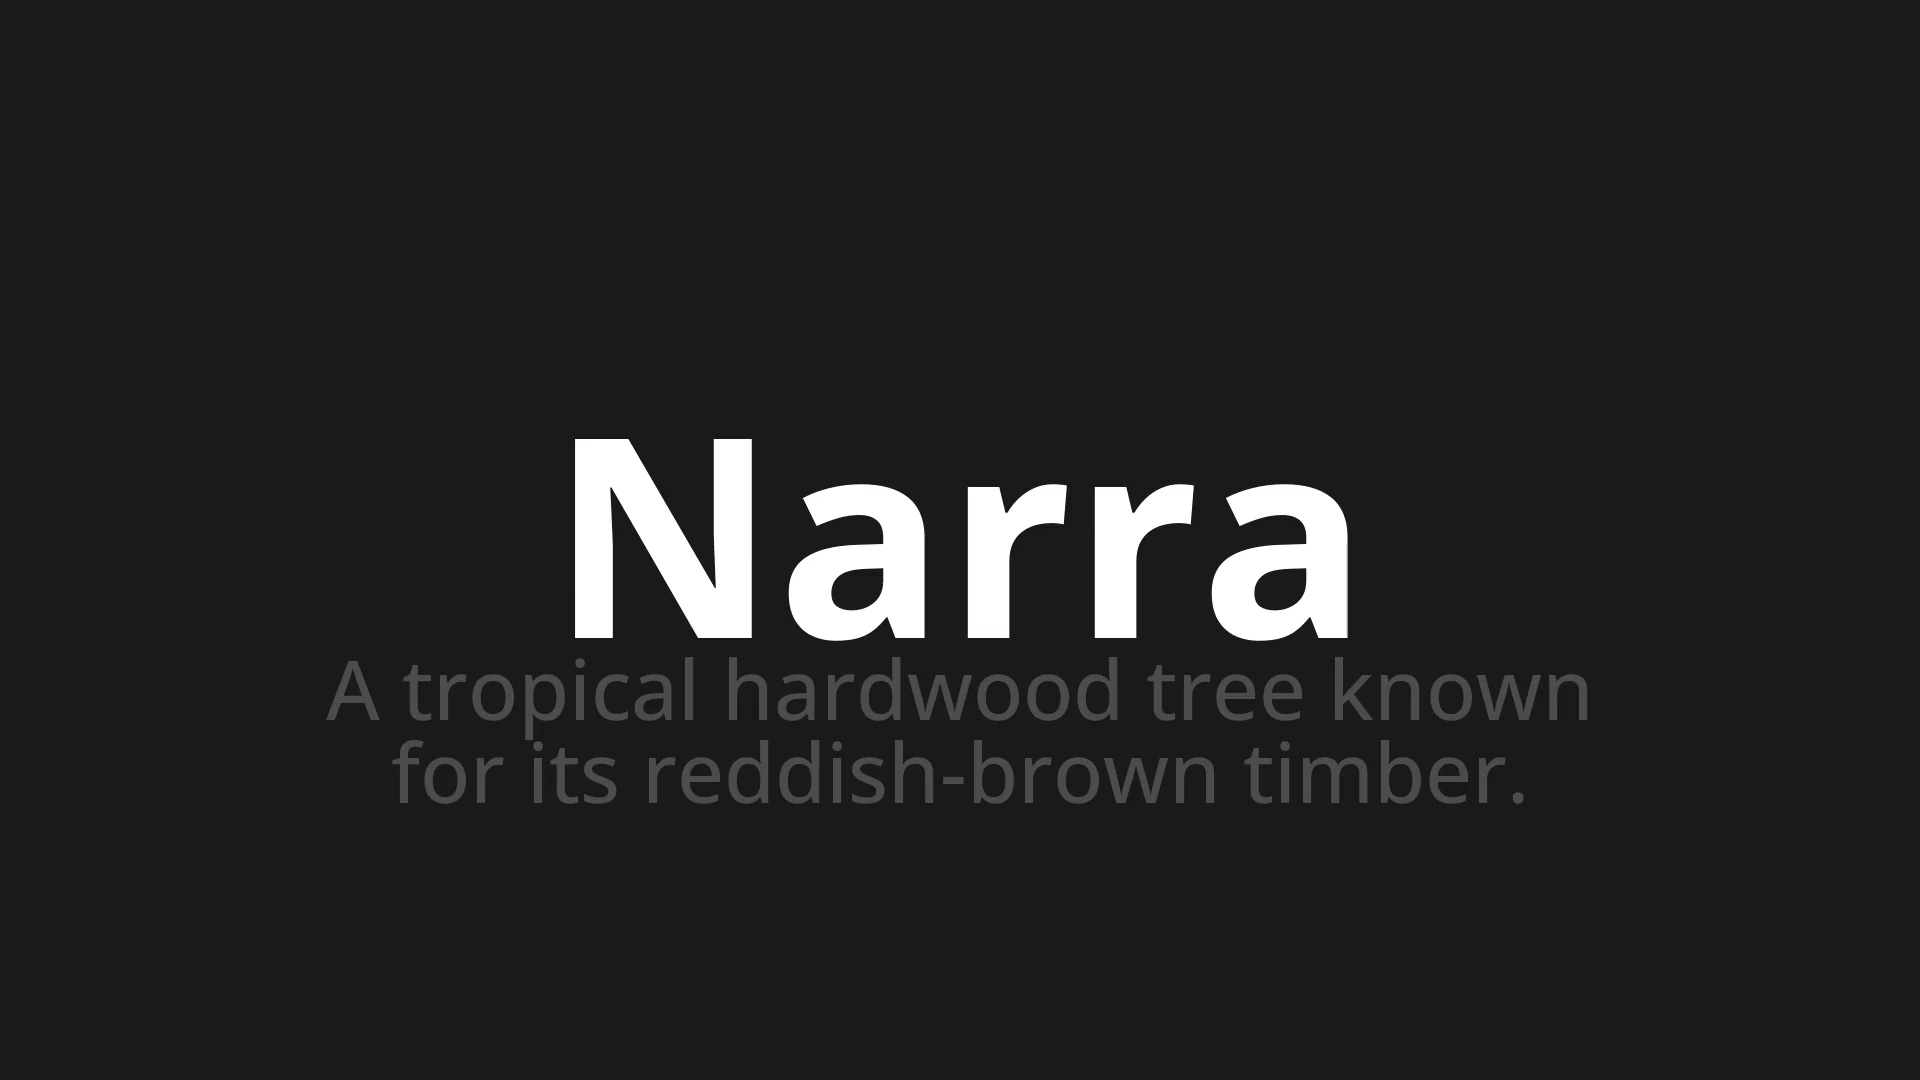 Narra
A tropical hardwood tree known
for its reddish-brown timber.